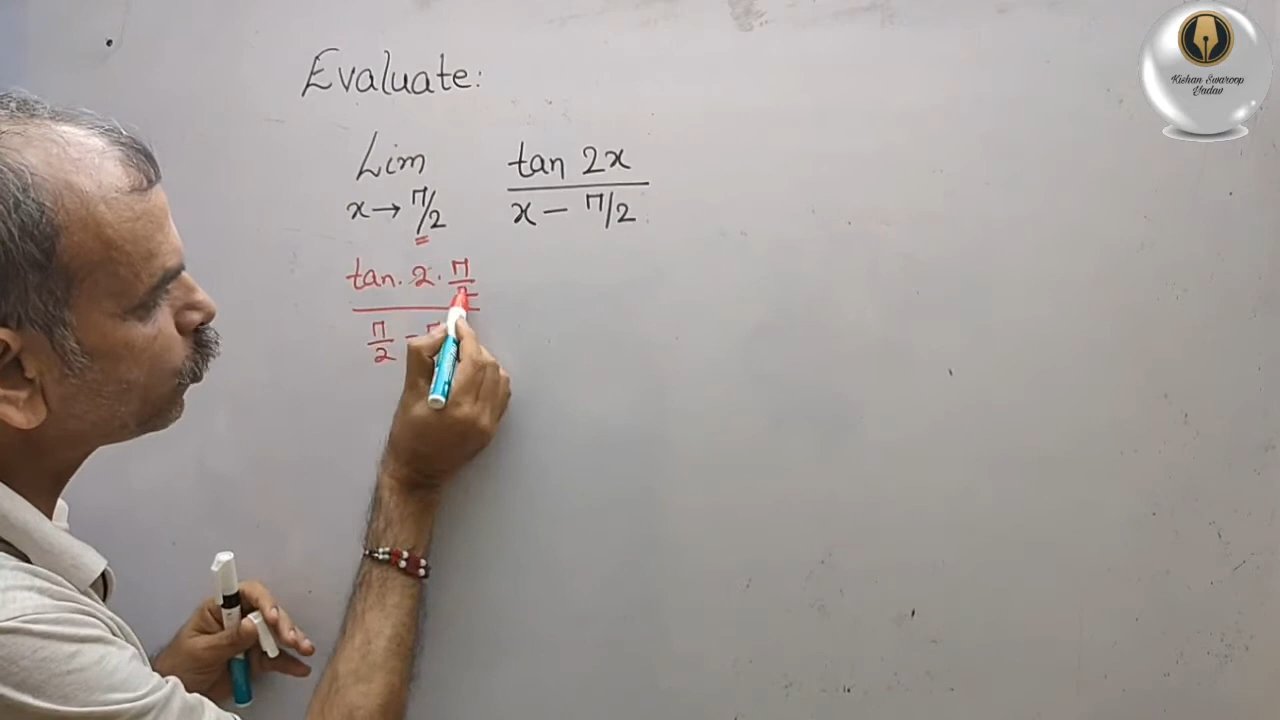 Evaluate:
Lim tan 2x
x→ π/2 x − π/2
tan. 2. π/2
π/2 −
Kishan Swaroop
Yadav